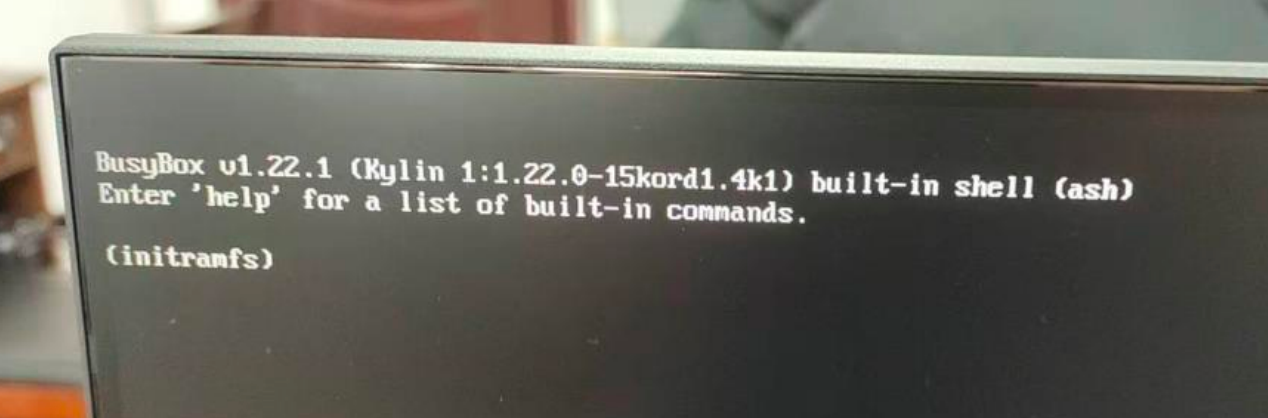 BusyBox v1.22.1 (Kylin 1:1.22.0-15kord1.4k1) built-in shell (ash)
Enter 'help' for a list of built-in commands.
(initramfs)